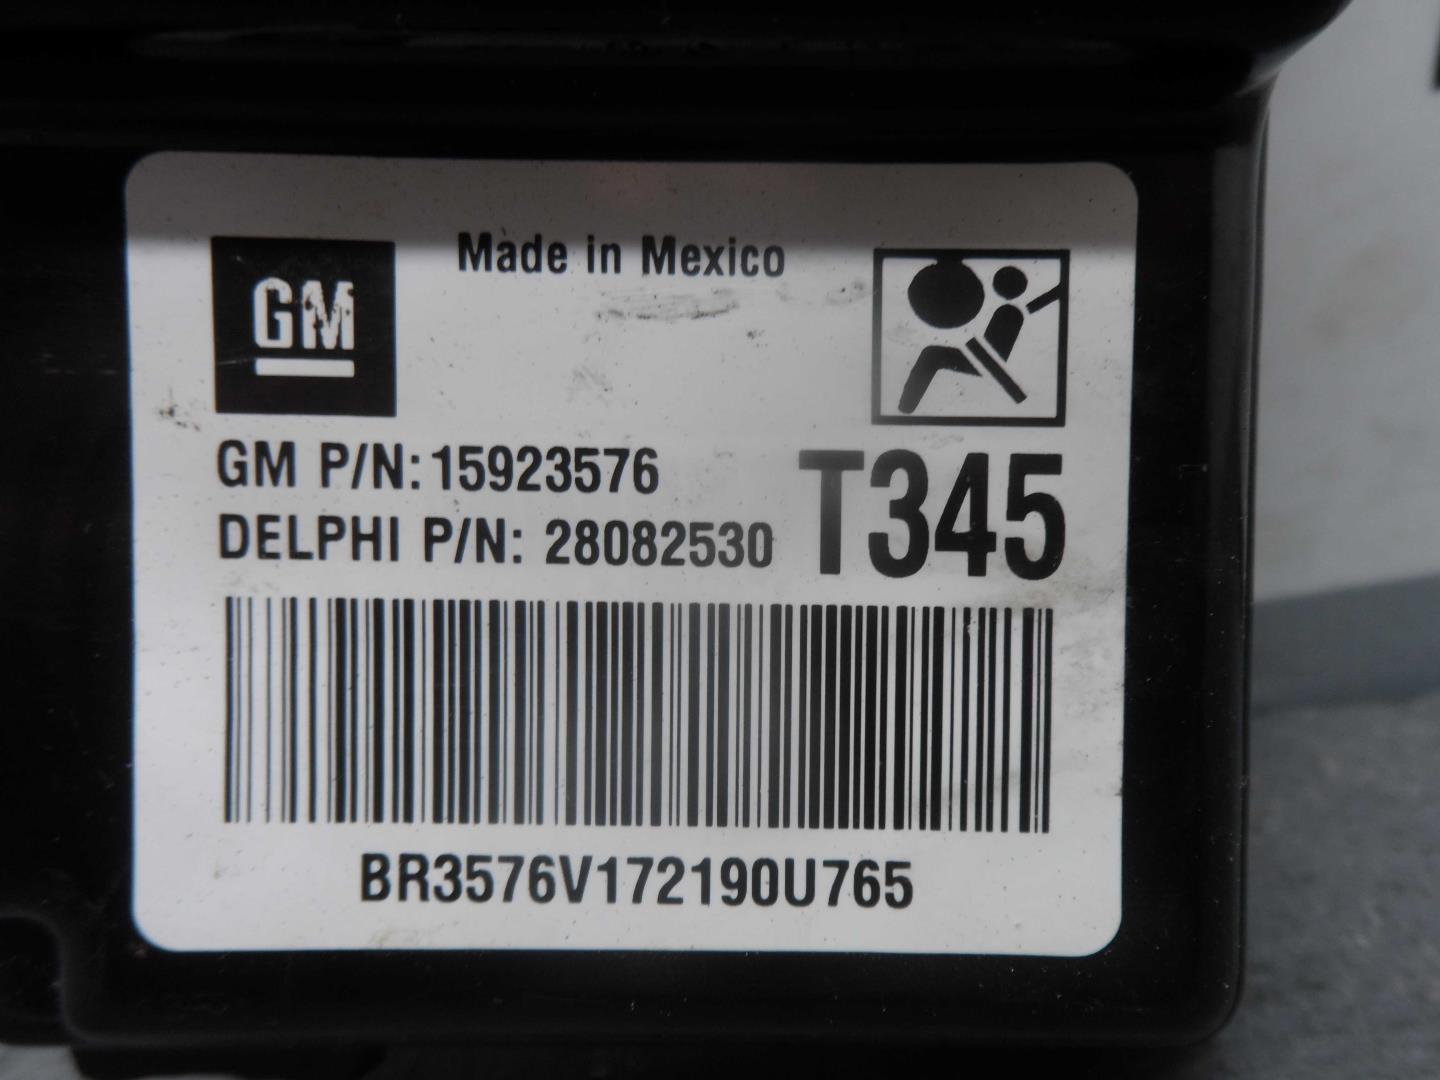 Made in Mexico
GM
GM P/N: 15923576
DELPHI P/N: 28082530
T345
BR3576V172190U765